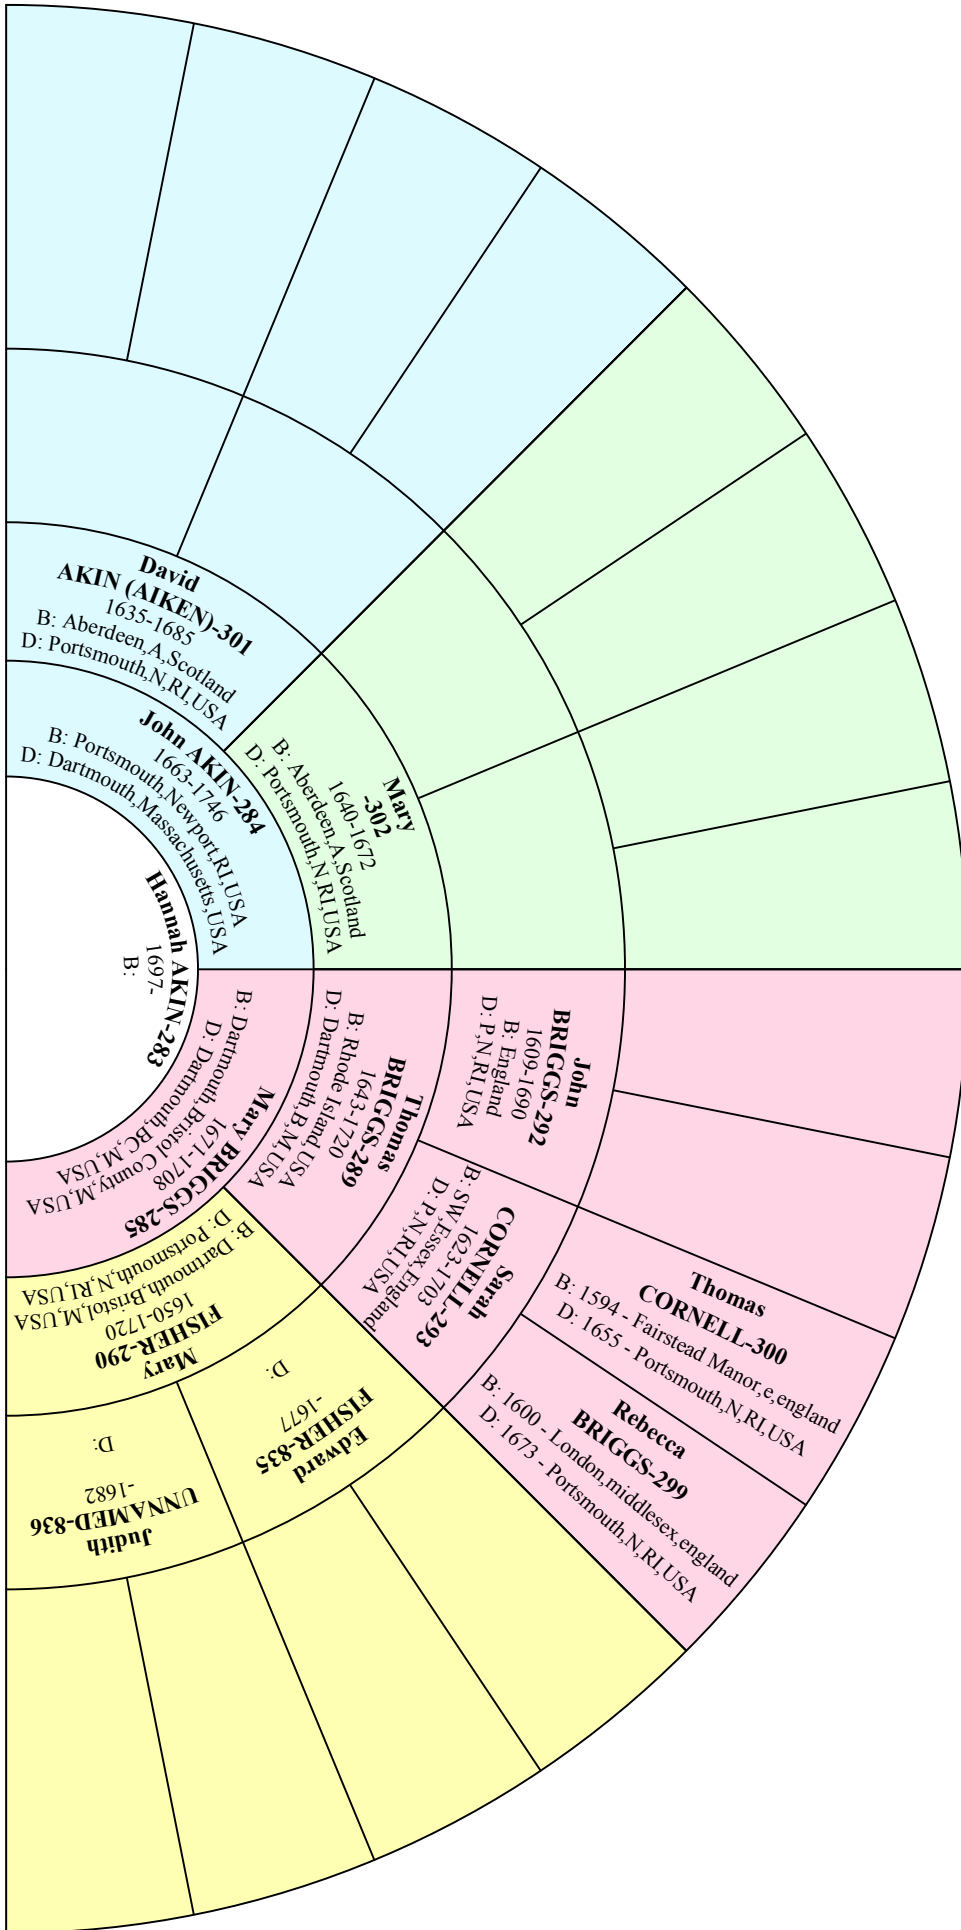 David
AKIN (AIKEN)-301
1635-1685
B: Aberdeen,A,Scotland
D: Portsmouth,N,RI,USA
John AKIN-284
1663-1746
B: Portsmouth,Newport,RI,USA
D: Dartmouth,Massachusetts,USA
Mary
-302
1640-1672
B: Aberdeen,A,Scotland
D: Portsmouth,N,RI,USA
Hannah AKIN-283
1697-
B:
Mary BRIGGS-285
1671-1708
B: Dartmouth,Bristol County,M,USA
D: Dartmouth,BC,M,USA
Thomas
BRIGGS-289
1643-1720
B: Rhode Island,USA
D: Dartmouth,B,M,USA
John
BRIGGS-292
1609-1690
B: England
D: P,N,RI,USA
Sarah
CORNELL-293
1623-1703
B: SW,Essex,England
D: P,N,RI,USA
Thomas
CORNELL-300
B: 1594 - Fairstead Manor,e,england
D: 1655 - Portsmouth,N,RI,USA
Rebecca
BRIGGS-299
B: 1600 - London,middlesex,england
D: 1673 - Portsmouth,N,RI,USA
Mary
FISHER-290
1650-1720
B: Dartmouth,Bristol,M,USA
D: Portsmouth,N,RI,USA
Edward
FISHER-835
-1677
D:
Judith
UNNAMED-836
-1682
D: